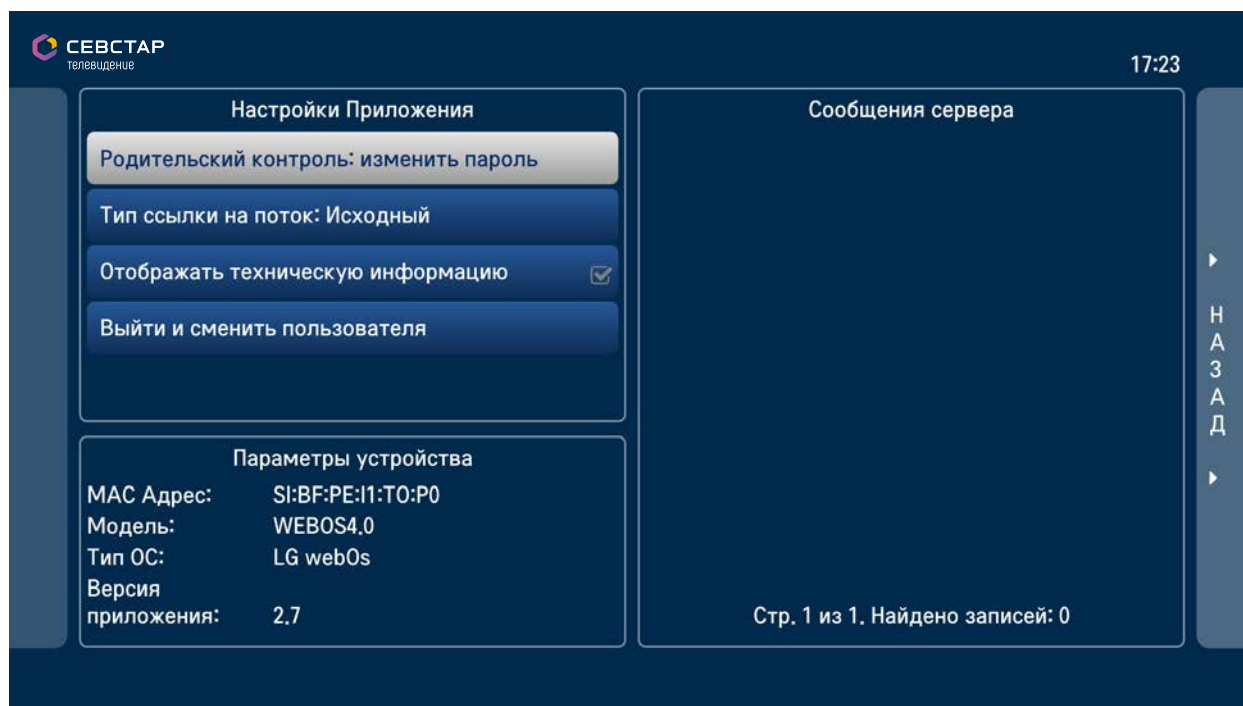 СЕВСТАР
телевидение
17:23
Настройки Приложения
Родительский контроль: изменить пароль
Тип ссылки на поток: Исходный
Отображать техническую информацию
Выйти и сменить пользователя
Параметры устройства
MAC Адрес: SI:BF:PE:I1:TO:P0
Модель: WEBOS4.0
Тип ОС: LG webOs
Версия
приложения: 2.7
Сообщения сервера
Стр. 1 из 1. Найдено записей: 0
НАЗАД